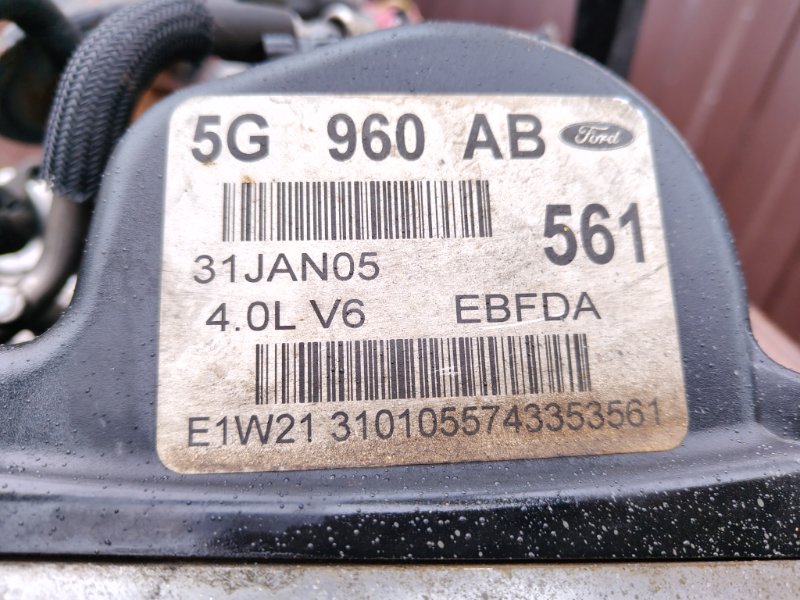 5G 960 AB Ford
561
31JAN05
4.0L V6 EBFDA
E1W21 3101055743353561